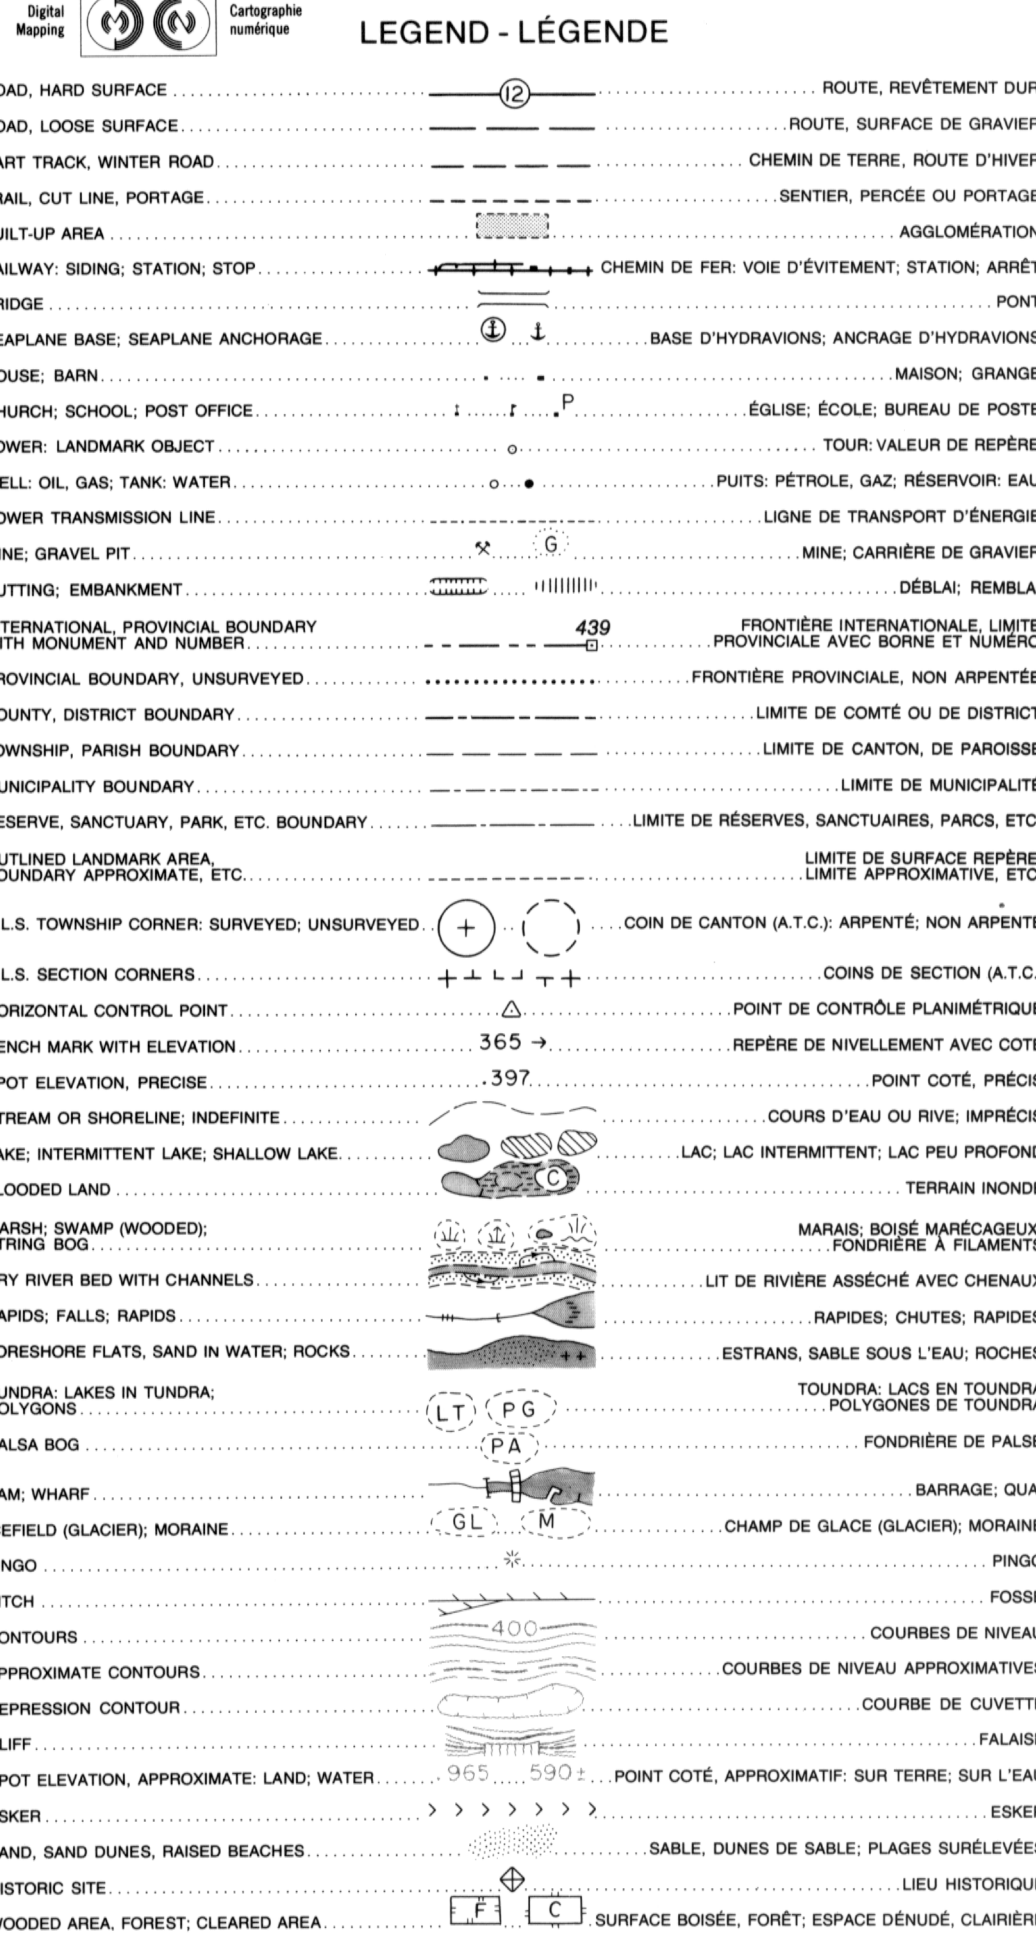 Digital
Mapping
Cartographie
numérique
LEGEND - LÉGENDE
OAD, HARD SURFACE 12 ROUTE, REVÊTEMENT DUR
OAD, LOOSE SURFACE ROUTE, SURFACE DE GRAVIER
ART TRACK, WINTER ROAD CHEMIN DE TERRE, ROUTE D'HIVER
RAIL, CUT LINE, PORTAGE SENTIER, PERCÉE OU PORTAGE
UILT-UP AREA AGGLOMÉRATION
AILWAY: SIDING; STATION; STOP CHEMIN DE FER: VOIE D'ÉVITEMENT; STATION; ARRÊT
RIDGE PONT
EAPLANE BASE; SEAPLANE ANCHORAGE BASE D'HYDRAVIONS; ANCRAGE D'HYDRAVIONS
OUSE; BARN MAISON; GRANGE
HURCH; SCHOOL; POST OFFICE P ÉGLISE; ÉCOLE; BUREAU DE POSTE
OWER: LANDMARK OBJECT TOUR: VALEUR DE REPÈRE
ELL: OIL, GAS; TANK: WATER PUITS: PÉTROLE, GAZ; RÉSERVOIR: EAU
OWER TRANSMISSION LINE LIGNE DE TRANSPORT D'ÉNERGIE
INE; GRAVEL PIT G MINE; CARRIÈRE DE GRAVIER
UTTING; EMBANKMENT DÉBLAI; REMBLA
TERNATIONAL, PROVINCIAL BOUNDARY 439 FRONTIÈRE INTERNATIONALE, LIMITE
ITH MONUMENT AND NUMBER PROVINCIALE AVEC BORNE ET NUMÉRO
ROVINCIAL BOUNDARY, UNSURVEYED FRONTIÈRE PROVINCIALE, NON ARPENTÉE
OUNTY, DISTRICT BOUNDARY LIMITE DE COMTÉ OU DE DISTRICT
OWNSHIP, PARISH BOUNDARY LIMITE DE CANTON, DE PAROISSE
UNICIPALITY BOUNDARY LIMITE DE MUNICIPALITÉ
ESERVE, SANCTUARY, PARK, ETC. BOUNDARY LIMITE DE RÉSERVES, SANCTUAIRES, PARCS, ETC
UTLINED LANDMARK AREA, LIMITE DE SURFACE REPÈRE
OUNDARY APPROXIMATE, ETC. LIMITE APPROXIMATIVE, ETC
L.S. TOWNSHIP CORNER: SURVEYED; UNSURVEYED COIN DE CANTON (A.T.C.): ARPENTÉ; NON ARPENTÉ
L.S. SECTION CORNERS COINS DE SECTION (A.T.C.
ORIZONTAL CONTROL POINT POINT DE CONTRÔLE PLANIMÉTRIQUE
ENCH MARK WITH ELEVATION 365 → REPÈRE DE NIVELLEMENT AVEC COTE
POT ELEVATION, PRECISE .397 POINT COTÉ, PRÉCIS
TREAM OR SHORELINE; INDEFINITE COURS D'EAU OU RIVE; IMPRÉCIS
AKE; INTERMITTENT LAKE; SHALLOW LAKE LAC; LAC INTERMITTENT; LAC PEU PROFOND
LOODED LAND C TERRAIN INONDÉ
ARSH; SWAMP (WOODED); MARAIS; BOISÉ MARÉCAGEUX
TRING BOG FONDRIÈRE À FILAMENTS
RY RIVER BED WITH CHANNELS LIT DE RIVIÈRE ASSÉCHÉ AVEC CHENAUX
APIDS; FALLS; RAPIDS RAPIDES; CHUTES; RAPIDES
ORESHORE FLATS, SAND IN WATER; ROCKS ESTRANS, SABLE SOUS L'EAU; ROCHES
UNDRA: LAKES IN TUNDRA; TOUNDRA: LACS EN TOUNDRA
OLYGONS LT PG POLYGONES DE TOUNDRA
ALSA BOG PA FONDRIÈRE DE PALSE
AM; WHARF BARRAGE; QUA
EFIELD (GLACIER); MORAINE GL M CHAMP DE GLACE (GLACIER); MORAINE
NGO PINGO
ITCH FOSSÉ
ONTOURS 400 COURBES DE NIVEAU
PPROXIMATE CONTOURS COURBES DE NIVEAU APPROXIMATIVES
EPRESSION CONTOUR COURBE DE CUVETTE
LIFF FALAISE
POT ELEVATION, APPROXIMATE: LAND; WATER .965 590± POINT COTÉ, APPROXIMATIF: SUR TERRE; SUR L'EAU
SKER ESKER
AND, SAND DUNES, RAISED BEACHES SABLE, DUNES DE SABLE; PLAGES SURÉLEVÉES
ISTORIC SITE LIEU HISTORIQUE
WOODED AREA, FOREST; CLEARED AREA F C SURFACE BOISÉE, FORÊT; ESPACE DÉNUDÉ, CLAIRIÈRE